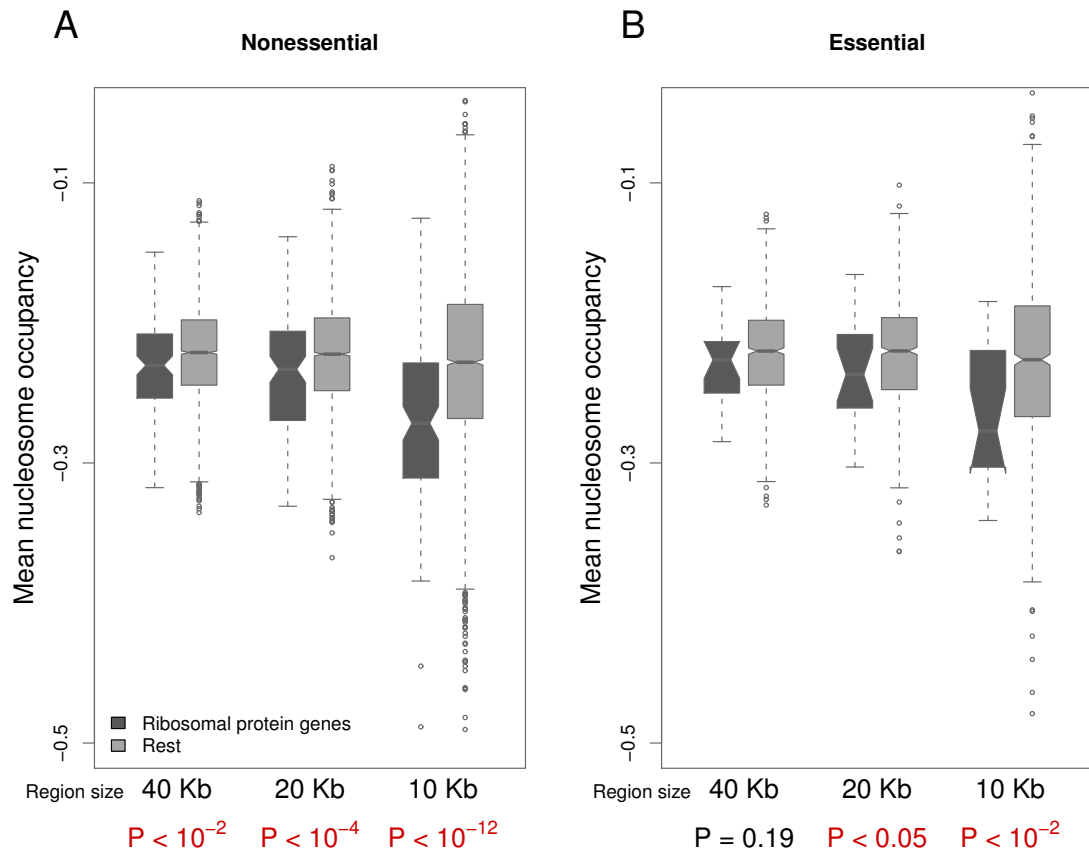 A
Nonessential
Mean nucleosome occupancy
−0.1
−0.3
−0.5
Ribosomal protein genes
Rest
Region size 40 Kb 20 Kb 10 Kb
P < 10⁻² P < 10⁻⁴ P < 10⁻¹²
B
Essential
Mean nucleosome occupancy
−0.1
−0.3
−0.5
Region size 40 Kb 20 Kb 10 Kb
P = 0.19 P < 0.05 P < 10⁻²